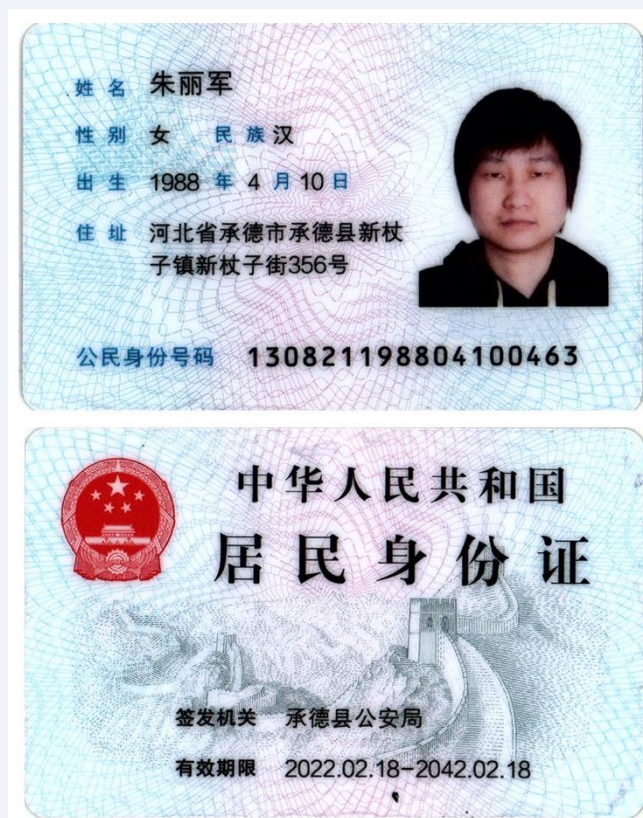 姓名 朱丽军
性别 女 民族 汉
出生 1988 年 4 月 10 日
住址 河北省承德市承德县新杖
子镇新杖子街356号
公民身份号码 130821198804100463
中华人民共和国
居民身份证
签发机关 承德县公安局
有效期限 2022.02.18-2042.02.18